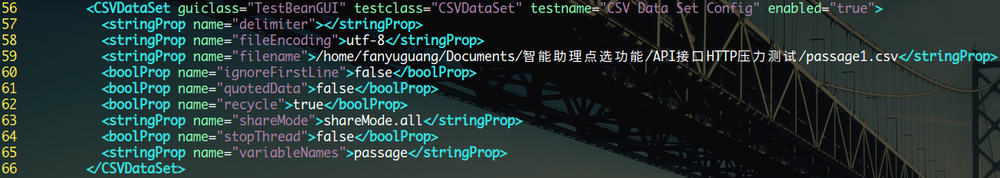 56 <CSVDataSet guiclass="TestBeanGUI" testclass="CSVDataSet" testname="CSV Data Set Config" enabled="true">
57 <stringProp name="delimiter"></stringProp>
58 <stringProp name="fileEncoding">utf-8</stringProp>
59 <stringProp name="filename">/home/fanyuguang/Documents/智能助理点选功能/API接口HTTP压力测试/passage1.csv</stringProp>
60 <boolProp name="ignoreFirstLine">false</boolProp>
61 <boolProp name="quotedData">false</boolProp>
62 <boolProp name="recycle">true</boolProp>
63 <stringProp name="shareMode">shareMode.all</stringProp>
64 <boolProp name="stopThread">false</boolProp>
65 <stringProp name="variableNames">passage</stringProp>
66 </CSVDataSet>